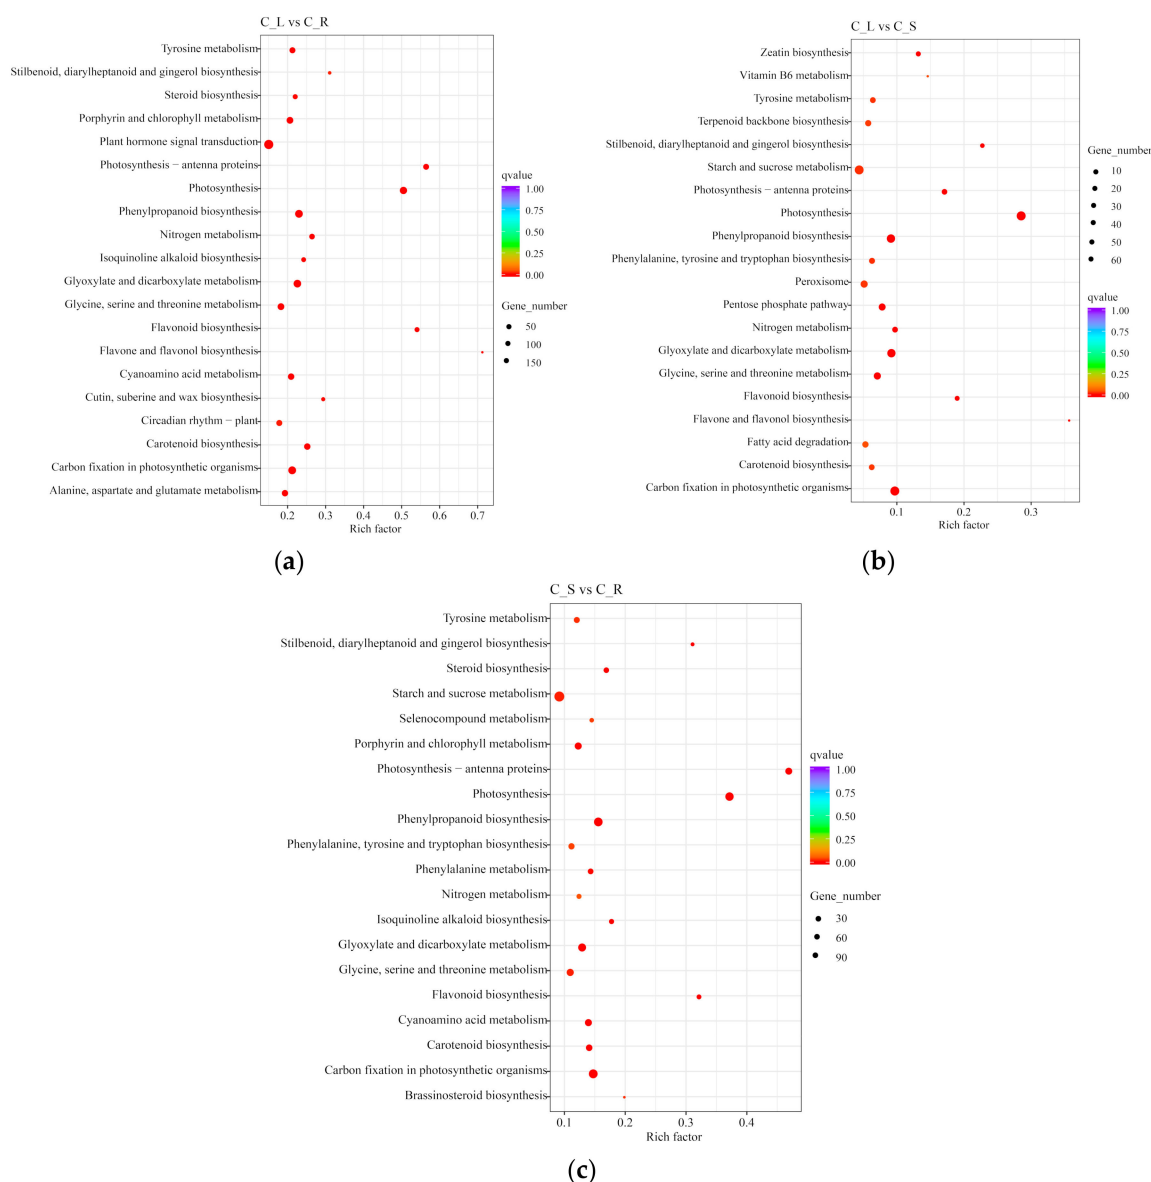 C_L vs C_R
Tyrosine metabolism
Stilbenoid, diarylheptanoid and gingerol biosynthesis
Steroid biosynthesis
Porphyrin and chlorophyll metabolism
Plant hormone signal transduction
Photosynthesis − antenna proteins
Photosynthesis
Phenylpropanoid biosynthesis
Nitrogen metabolism
Isoquinoline alkaloid biosynthesis
Glyoxylate and dicarboxylate metabolism
Glycine, serine and threonine metabolism
Flavonoid biosynthesis
Flavone and flavonol biosynthesis
Cyanoamino acid metabolism
Cutin, suberine and wax biosynthesis
Circadian rhythm − plant
Carotenoid biosynthesis
Carbon fixation in photosynthetic organisms
Alanine, aspartate and glutamate metabolism
0.2 0.3 0.4 0.5 0.6 0.7
Rich factor
qvalue
1.00
0.75
0.50
0.25
0.00
Gene_number
50
100
150
(a)
C_L vs C_S
Zeatin biosynthesis
Vitamin B6 metabolism
Tyrosine metabolism
Terpenoid backbone biosynthesis
Stilbenoid, diarylheptanoid and gingerol biosynthesis
Starch and sucrose metabolism
Photosynthesis − antenna proteins
Photosynthesis
Phenylpropanoid biosynthesis
Phenylalanine, tyrosine and tryptophan biosynthesis
Peroxisome
Pentose phosphate pathway
Nitrogen metabolism
Glyoxylate and dicarboxylate metabolism
Glycine, serine and threonine metabolism
Flavonoid biosynthesis
Flavone and flavonol biosynthesis
Fatty acid degradation
Carotenoid biosynthesis
Carbon fixation in photosynthetic organisms
0.1 0.2 0.3
Rich factor
Gene_number
10
20
30
40
50
60
qvalue
1.00
0.75
0.50
0.25
0.00
(b)
C_S vs C_R
Tyrosine metabolism
Stilbenoid, diarylheptanoid and gingerol biosynthesis
Steroid biosynthesis
Starch and sucrose metabolism
Selenocompound metabolism
Porphyrin and chlorophyll metabolism
Photosynthesis − antenna proteins
Photosynthesis
Phenylpropanoid biosynthesis
Phenylalanine, tyrosine and tryptophan biosynthesis
Phenylalanine metabolism
Nitrogen metabolism
Isoquinoline alkaloid biosynthesis
Glyoxylate and dicarboxylate metabolism
Glycine, serine and threonine metabolism
Flavonoid biosynthesis
Cyanoamino acid metabolism
Carotenoid biosynthesis
Carbon fixation in photosynthetic organisms
Brassinosteroid biosynthesis
0.1 0.2 0.3 0.4
Rich factor
qvalue
1.00
0.75
0.50
0.25
0.00
Gene_number
30
60
90
(c)